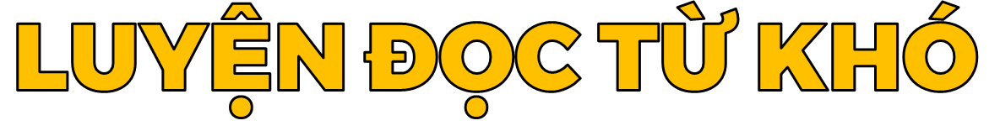 LUYỆN ĐỌC TỪ KHÓ